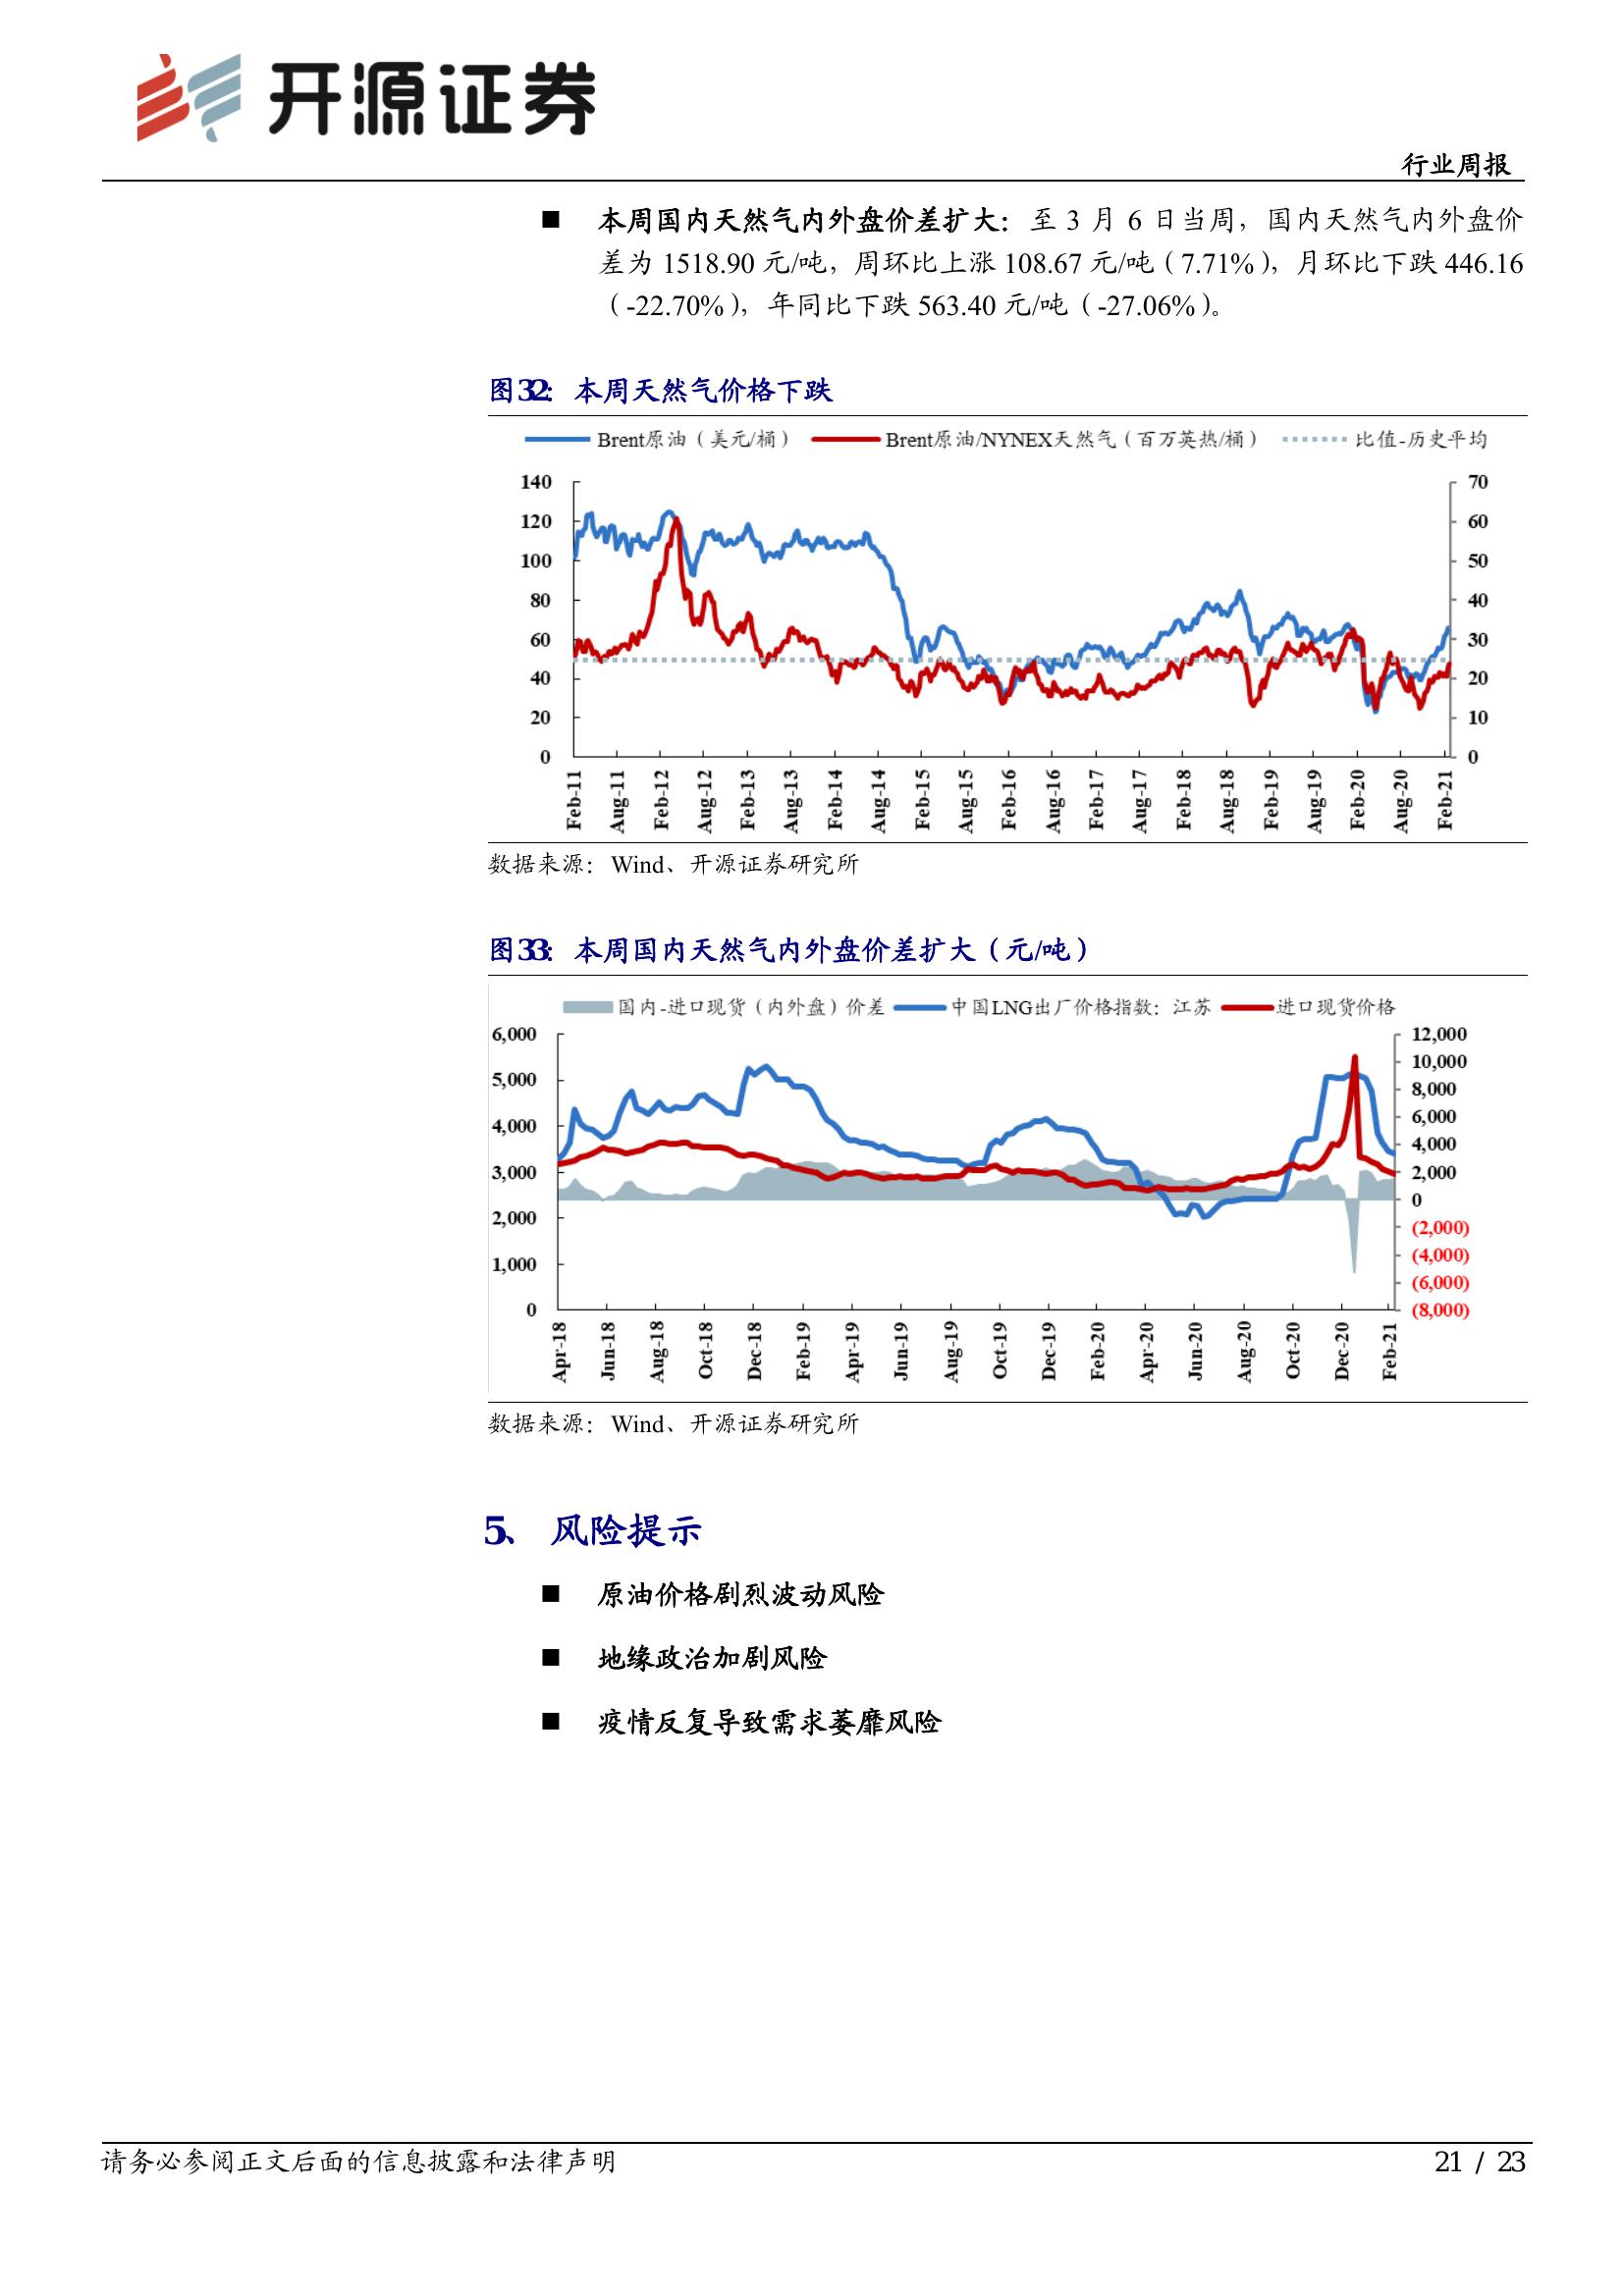 开源证券
行业周报
■ 本周国内天然气内外盘价差扩大：至 3 月 6 日当周，国内天然气内外盘价
差为 1518.90 元/吨，周环比上涨 108.67 元/吨（7.71%），月环比下跌 446.16
（-22.70%），年同比下跌 563.40 元/吨（-27.06%）。
图32： 本周天然气价格下跌
Brent原油（美元/桶） Brent原油/NYNEX天然气（百万英热/桶） 比值-历史平均
140 70
120 60
100 50
80 40
60 30
40 20
20 10
0 0
Feb-11 Aug-11 Feb-12 Aug-12 Feb-13 Aug-13 Feb-14 Aug-14 Feb-15 Aug-15 Feb-16 Aug-16 Feb-17 Aug-17 Feb-18 Aug-18 Feb-19 Aug-19 Feb-20 Aug-20 Feb-21
数据来源：Wind、开源证券研究所
图33： 本周国内天然气内外盘价差扩大（元/吨）
国内-进口现货（内外盘）价差 中国LNG出厂价格指数：江苏 进口现货价格
6,000 12,000
10,000
5,000 8,000
4,000 6,000
4,000
3,000 2,000
0
2,000 (2,000)
1,000 (4,000)
(6,000)
0 (8,000)
Apr-18 Jun-18 Aug-18 Oct-18 Dec-18 Feb-19 Apr-19 Jun-19 Aug-19 Oct-19 Dec-19 Feb-20 Apr-20 Jun-20 Aug-20 Oct-20 Dec-20 Feb-21
数据来源：Wind、开源证券研究所
5、 风险提示
■ 原油价格剧烈波动风险
■ 地缘政治加剧风险
■ 疫情反复导致需求萎靡风险
请务必参阅正文后面的信息披露和法律声明 21 / 23